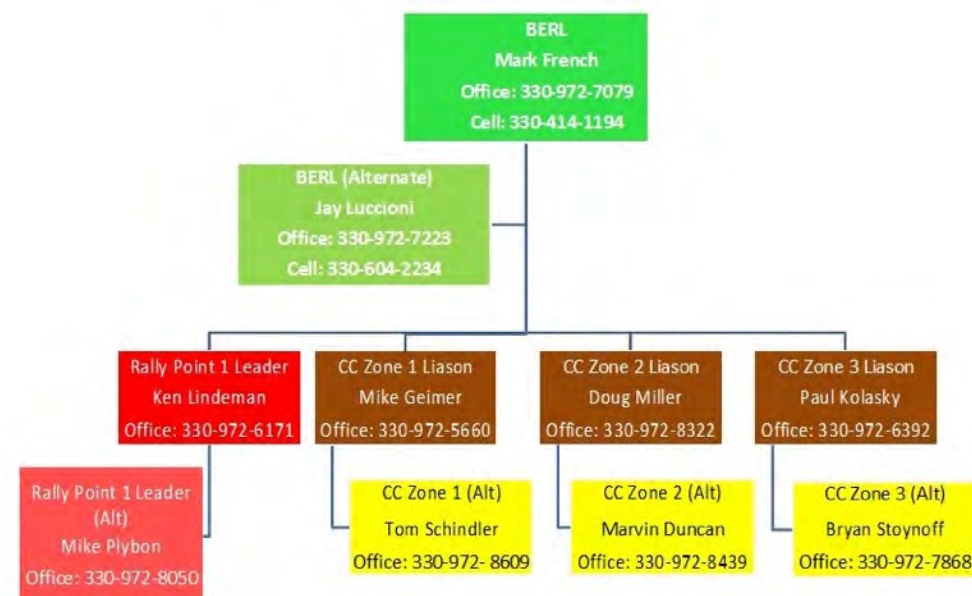 BERL
Mark French
Office: 330-972-7079
Cell: 330-414-1194
BERL (Alternate)
Jay Luccioni
Office: 330-972-7223
Cell: 330-604-2234
Rally Point 1 Leader
Ken Lindeman
Office: 330-972-6171
CC Zone 1 Liason
Mike Geimer
Office: 330-972-5660
CC Zone 2 Liason
Doug Miller
Office: 330-972-8322
CC Zone 3 Liason
Paul Kolasky
Office: 330-972-6392
Rally Point 1 Leader
(Alt)
Mike Plybon
Office: 330-972-8050
CC Zone 1 (Alt)
Tom Schindler
Office: 330-972- 8609
CC Zone 2 (Alt)
Marvin Duncan
Office: 330-972-8439
CC Zone 3 (Alt)
Bryan Stoynoff
Office: 330-972-7868